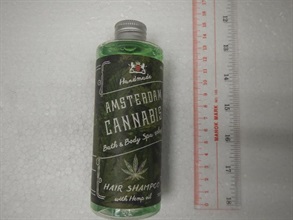 Handmade
AMSTERDAM
CANNABIS
Bath & Body Spa
HAIR SHAMPOO
with Hemp oil